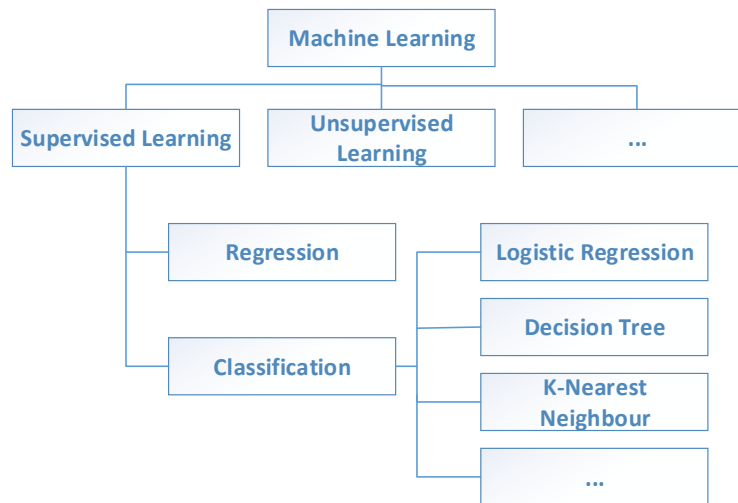 Machine Learning
Supervised Learning
Unsupervised
Learning
...
Regression
Logistic Regression
Decision Tree
Classification
K-Nearest
Neighbour
...